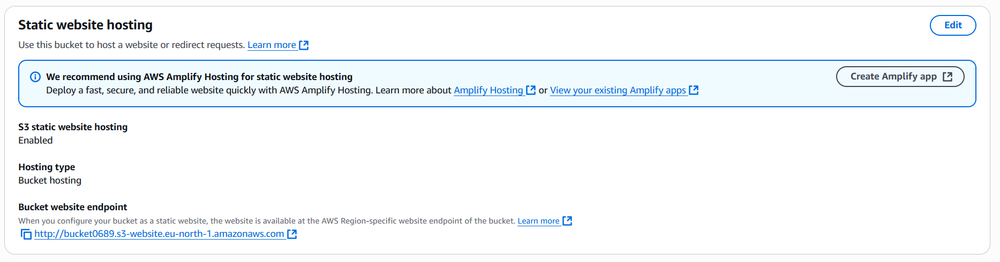 Static website hosting
Edit
Use this bucket to host a website or redirect requests. Learn more
We recommend using AWS Amplify Hosting for static website hosting
Create Amplify app
Deploy a fast, secure, and reliable website quickly with AWS Amplify Hosting. Learn more about Amplify Hosting or View your existing Amplify apps
S3 static website hosting
Enabled
Hosting type
Bucket hosting
Bucket website endpoint
When you configure your bucket as a static website, the website is available at the AWS Region-specific website endpoint of the bucket. Learn more
http://bucket0689.s3-website.eu-north-1.amazonaws.com